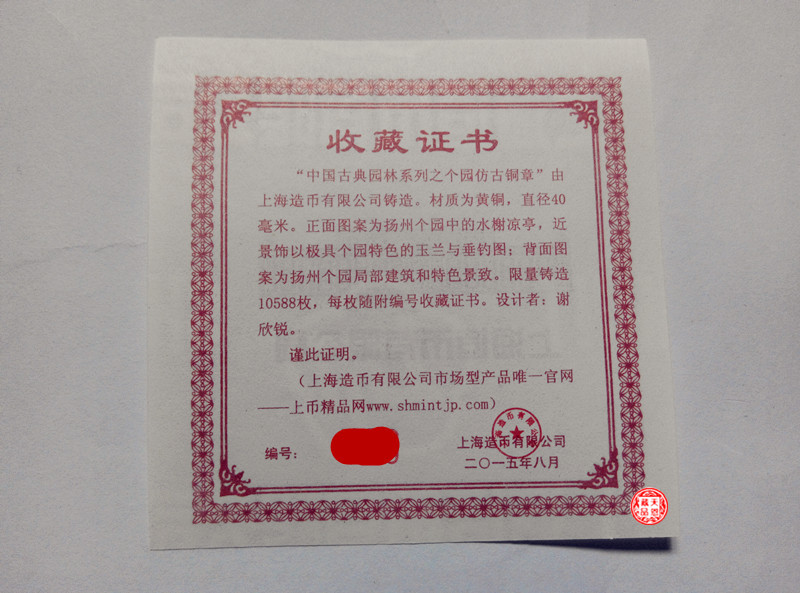 收藏证书
“中国古典园林系列之个园仿古铜章”由
上海造币有限公司铸造。材质为黄铜，直径40
毫米。正面图案为扬州个园中的水榭凉亭，近
景饰以极具个园特色的玉兰与垂钓图；背面图
案为扬州个园局部建筑和特色景致。限量铸造
10588枚，每枚随附编号收藏证书。设计者：谢
欣锐。
谨此证明。
（上海造币有限公司市场型产品唯一官网
——上币精品网www.shmintjp.com）
编号：
上海造币有限公司
二〇一五年八月